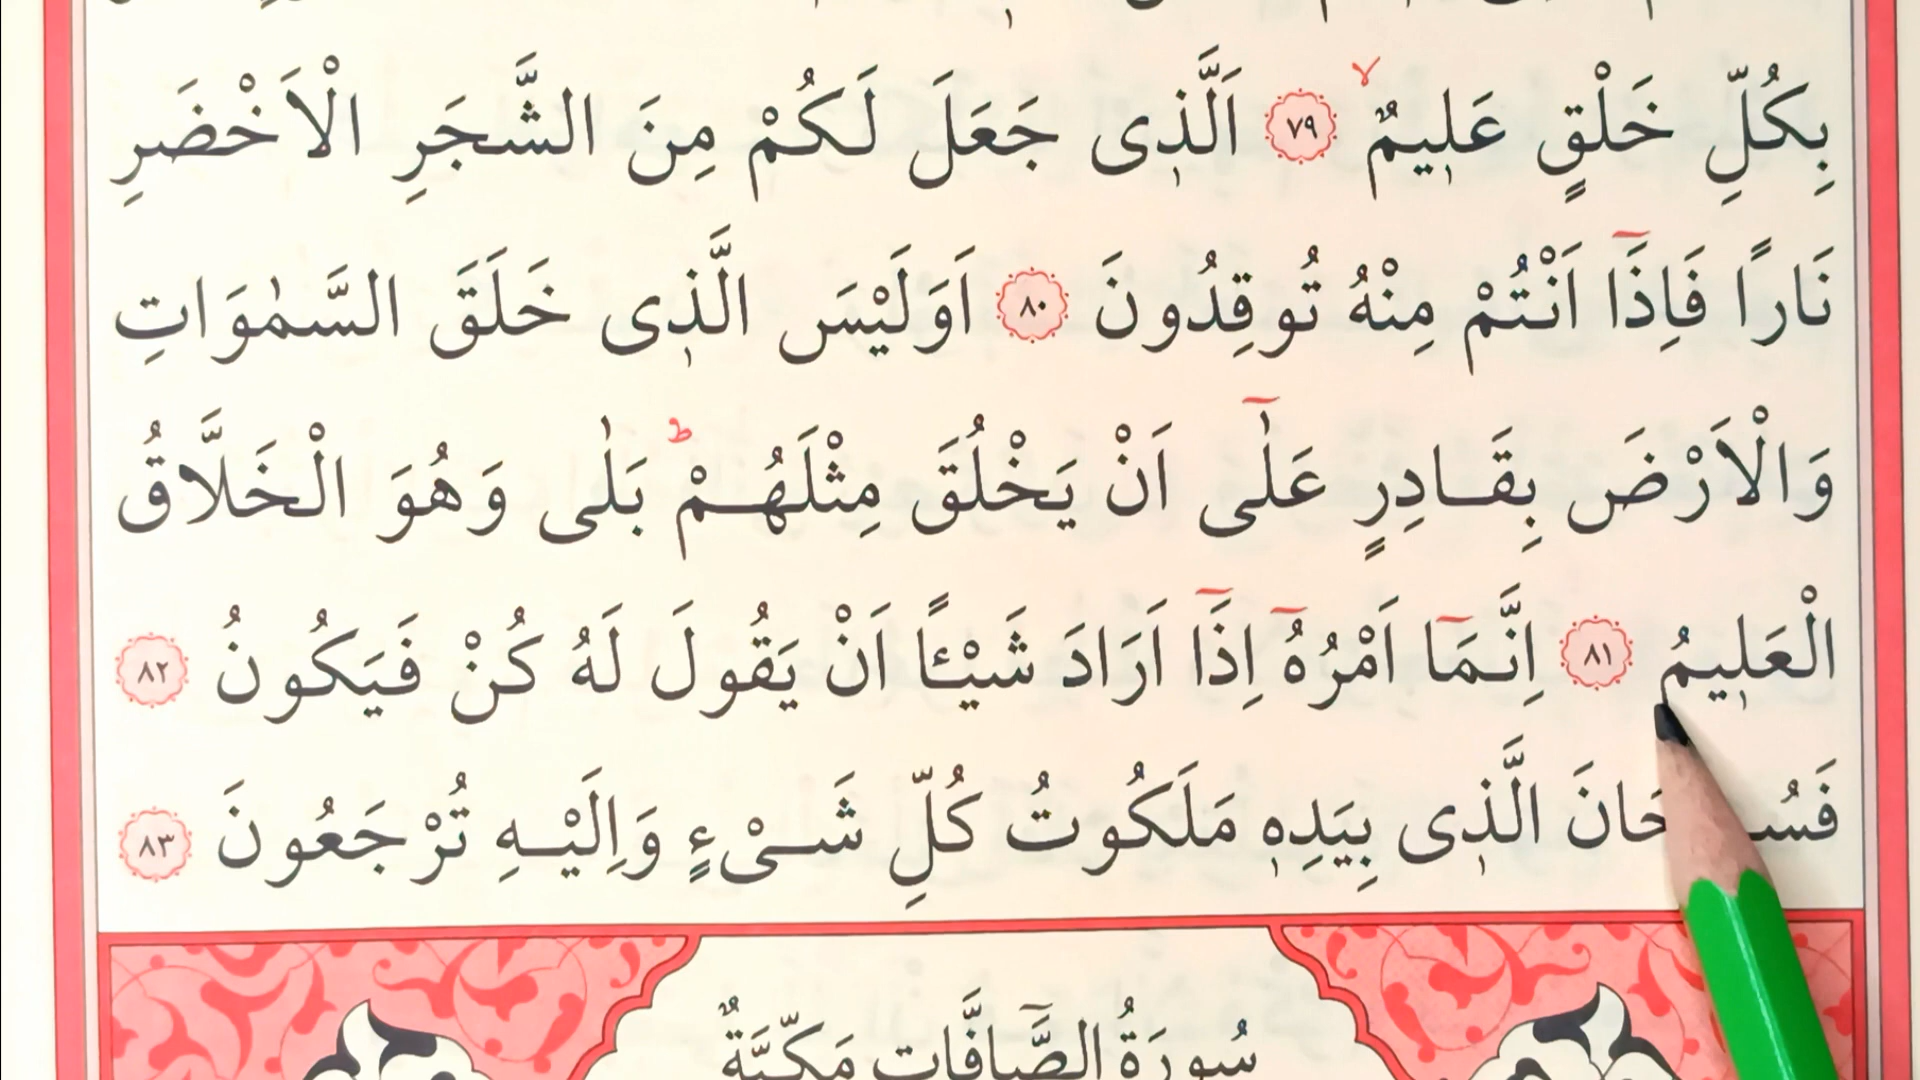 بِكُلِّ خَلْقٍ عَلٖيمٌۙ ﴿٧٩﴾ اَلَّذٖى جَعَلَ لَكُمْ مِنَ الشَّجَرِ الْاَخْضَرِ
نَارًا فَاِذَٓا اَنْتُمْ مِنْهُ تُوقِدُونَ ﴿٨٠﴾ اَوَلَيْسَ الَّذٖى خَلَقَ السَّمٰوَاتِ
وَالْاَرْضَ بِقَادِرٍ عَلٰٓى اَنْ يَخْلُقَ مِثْلَهُمْؕ بَلٰى وَهُوَ الْخَلَّاقُ
الْعَلٖيمُ ﴿٨١﴾ اِنَّمَٓا اَمْرُهُٓ اِذَٓا اَرَادَ شَيْـًٔا اَنْ يَقُولَ لَهُ كُنْ فَيَكُونُ ﴿٨٢﴾
الَّذٖى بِيَدِهٖ مَلَكُوتُ كُلِّ شَىْءٍ وَاِلَيْهِ تُرْجَعُونَ ﴿٨٣﴾
سُورَةُ الصَّٓافَّاتِ مَكِّيَّةٌ